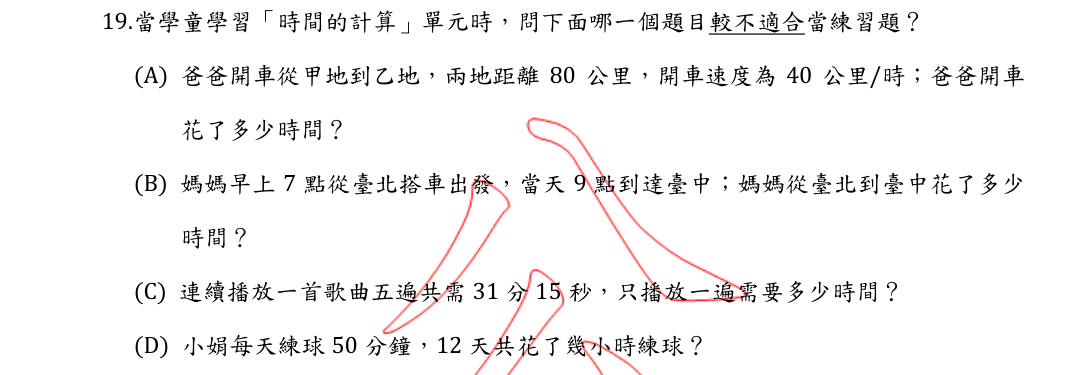 19.當學童學習「時間的計算」單元時，問下面哪一個題目較不適合當練習題？
(A) 爸爸開車從甲地到乙地，兩地距離 80 公里，開車速度為 40 公里/時；爸爸開車
花了多少時間？
(B) 媽媽早上 7 點從臺北搭車出發，當天 9 點到達臺中；媽媽從臺北到臺中花了多少
時間？
(C) 連續播放一首歌曲五遍共需 31 分 15 秒，只播放一遍需要多少時間？
(D) 小娟每天練球 50 分鐘，12 天共花了幾小時練球？